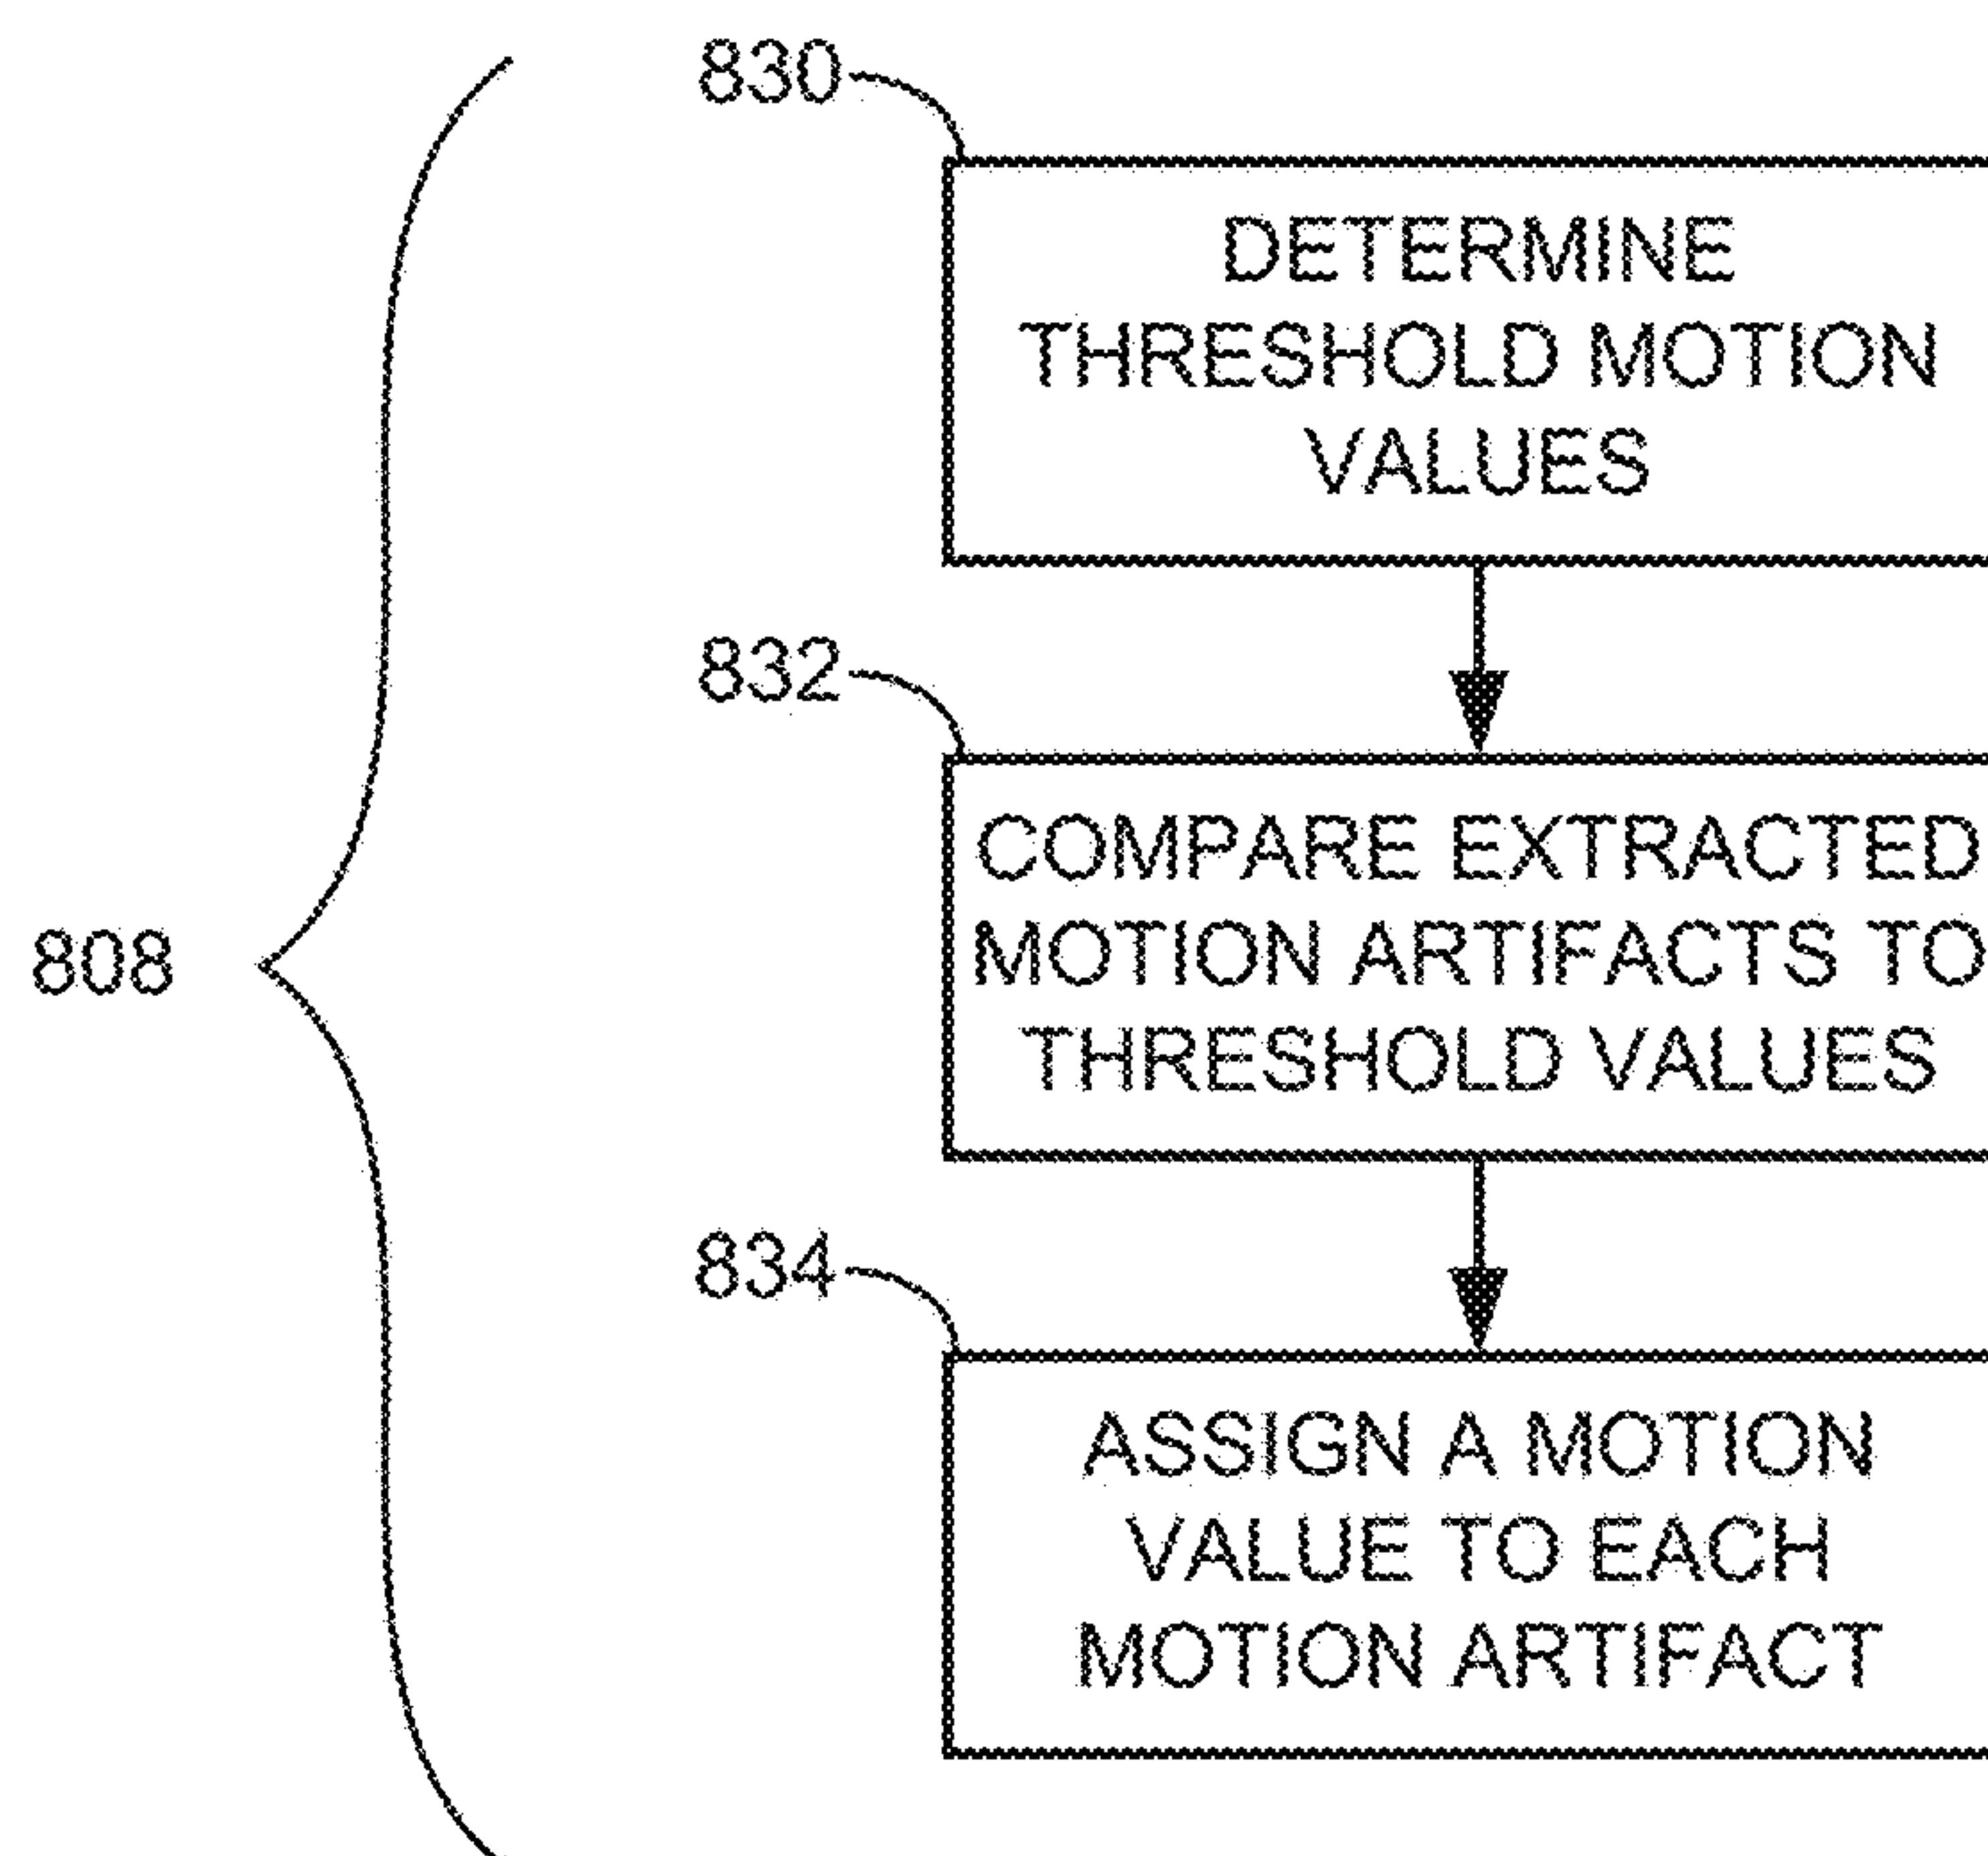 830
DETERMINE
THRESHOLD MOTION
VALUES
832
COMPARE EXTRACTED
MOTION ARTIFACTS TO
THRESHOLD VALUES
808
834
ASSIGN A MOTION
VALUE TO EACH
MOTION ARTIFACT